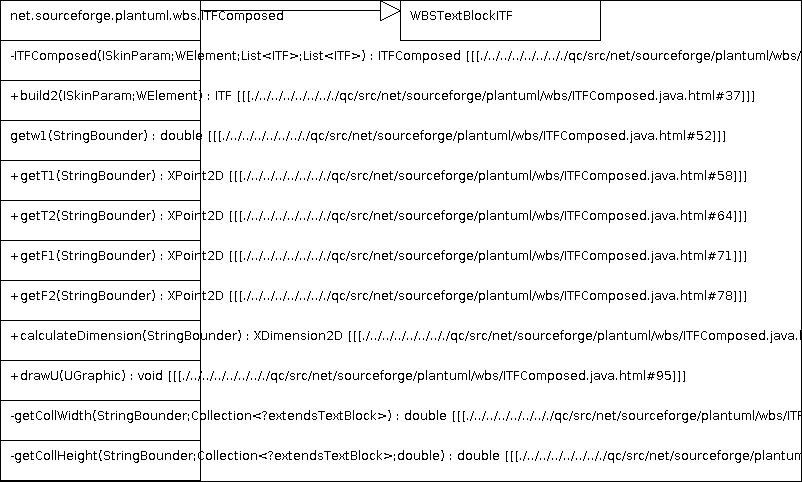 net.sourceforge.plantuml.wbs.ITFComposed
WBSTextBlockITF
-ITFComposed(ISkinParam;WElement;List<ITF>;List<ITF>) : ITFComposed [[[./../../../../../../qc/src/net/sourceforge/plantuml/wbs/
+build2(ISkinParam;WElement) : ITF [[[./../../../../../../qc/src/net/sourceforge/plantuml/wbs/ITFComposed.java.html#37]]]
getw1(StringBounder) : double [[[./../../../../../../qc/src/net/sourceforge/plantuml/wbs/ITFComposed.java.html#52]]]
+getT1(StringBounder) : XPoint2D [[[./../../../../../../qc/src/net/sourceforge/plantuml/wbs/ITFComposed.java.html#58]]]
+getT2(StringBounder) : XPoint2D [[[./../../../../../../qc/src/net/sourceforge/plantuml/wbs/ITFComposed.java.html#64]]]
+getF1(StringBounder) : XPoint2D [[[./../../../../../../qc/src/net/sourceforge/plantuml/wbs/ITFComposed.java.html#71]]]
+getF2(StringBounder) : XPoint2D [[[./../../../../../../qc/src/net/sourceforge/plantuml/wbs/ITFComposed.java.html#78]]]
+calculateDimension(StringBounder) : XDimension2D [[[./../../../../../../qc/src/net/sourceforge/plantuml/wbs/ITFComposed.java.
+drawU(UGraphic) : void [[[./../../../../../../qc/src/net/sourceforge/plantuml/wbs/ITFComposed.java.html#95]]]
-getCollWidth(StringBounder;Collection<?extendsTextBlock>) : double [[[./../../../../../../qc/src/net/sourceforge/plantuml/wbs/ITF
-getCollHeight(StringBounder;Collection<?extendsTextBlock>;double) : double [[[./../../../../../../qc/src/net/sourceforge/plantum